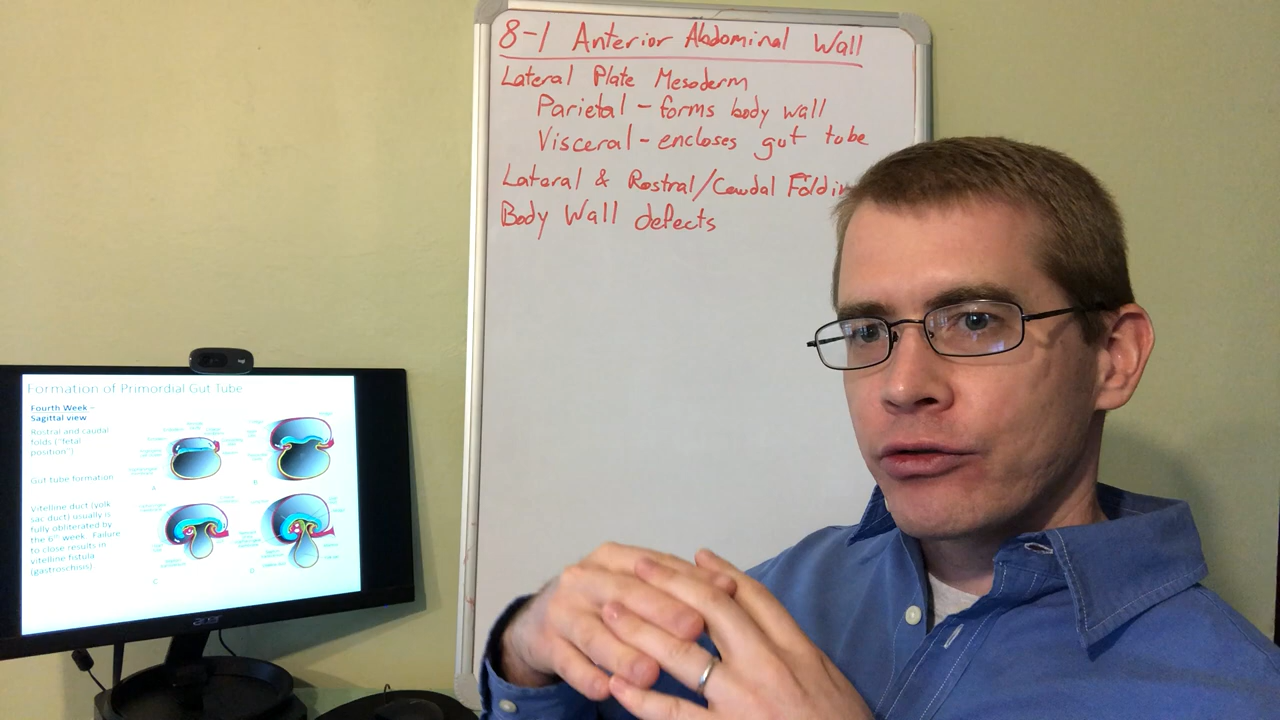 8-1 Anterior Abdominal Wall
Lateral Plate Mesoderm
Parietal - forms body wall
Visceral - encloses gut tube
Lateral & Rostral/Caudal Foldin
Body Wall defects
Formation of Primordial Gut Tube
Fourth Week –
Sagittal view
Rostral and caudal
folds ("fetal
position")
Gut tube formation
Vitelline duct (yolk
sac duct) usually is
fully obliterated by
the 6th week. Failure
to close results in
vitelline fistula
(gastroschisis)
A
B
C
D
acer